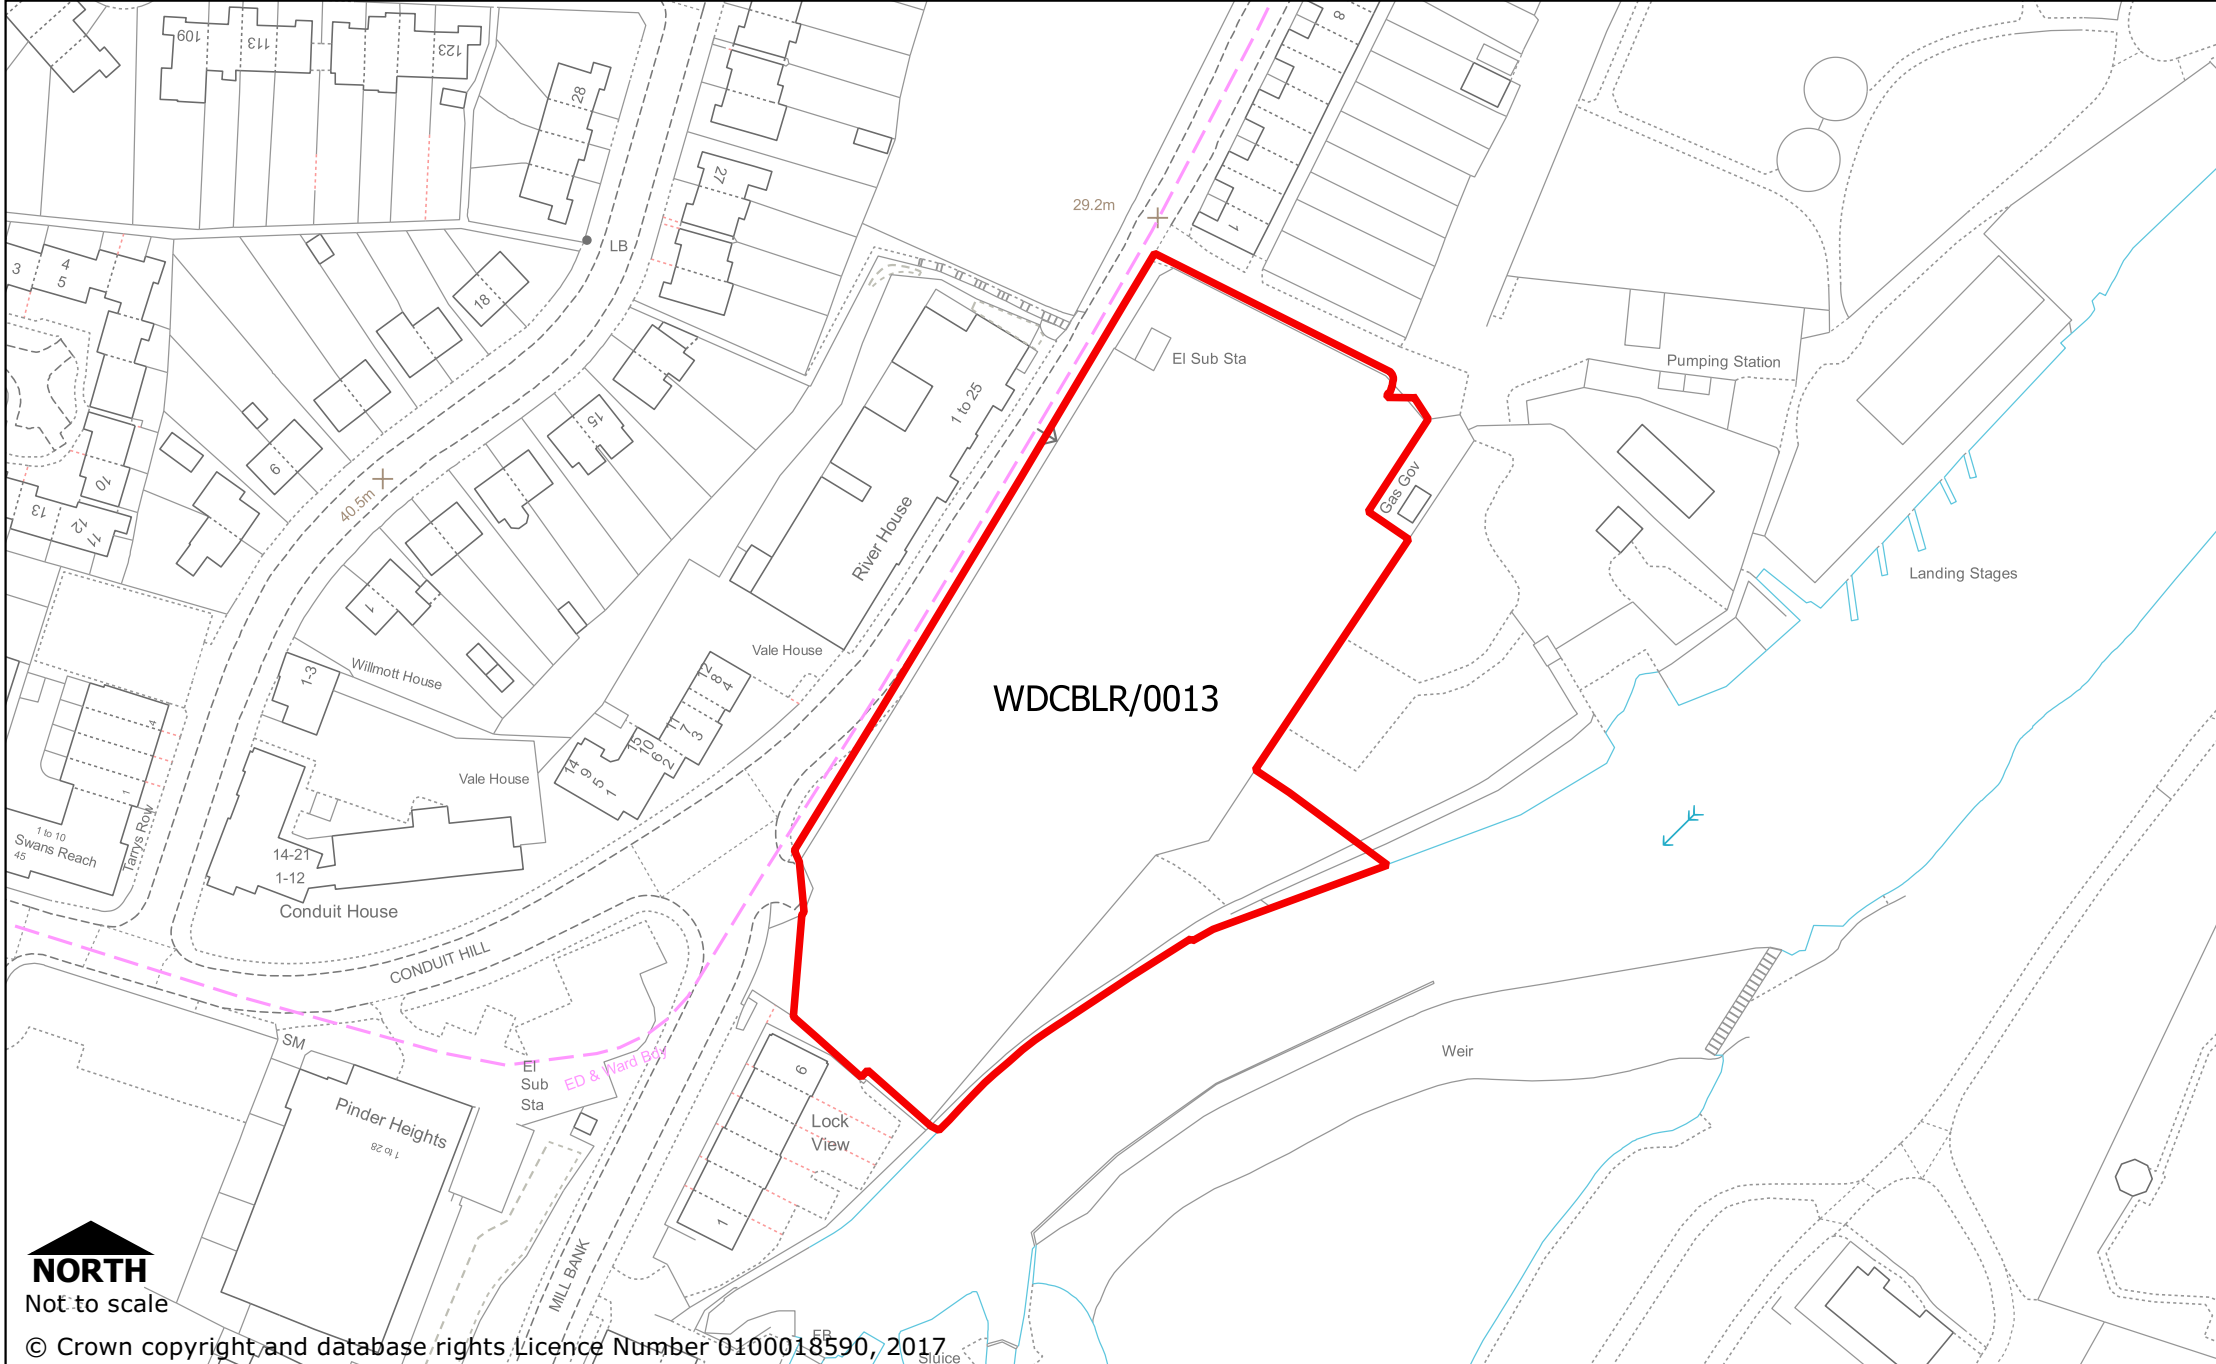 109
113
123
28
8
27
29.2m
1
LB
3
4
5
18
El Sub Sta
Pumping Station
1 to 25
15
6
Gas Gov
10
40.5m
13
12
11
River House
Landing Stages
1
Willmott House
1-3
Vale House
12
8
4
WDCBLR/0013
11
7
3
15
10
6
2
14
9
5
1
4
1
Vale House
Tarrys Row
1 to 10
Swans Reach
45
14-21
1-12
Conduit House
CONDUIT HILL
SM
ED & Ward Bdy
El
Sub
Sta
Weir
6
Pinder Heights
1 to 28
Lock
View
1
MILL BANK
NORTH
Not to scale
FB
Sluice
© Crown copyright and database rights Licence Number 0100018590, 2017